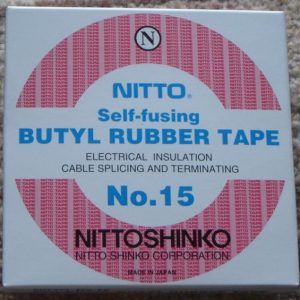 N
NITTO®
Self-fusing
BUTYL RUBBER TAPE
ELECTRICAL INSULATION
CABLE SPLICING AND TERMINATING
No.15
NITTOSHINKO
NITTO SHINKO CORPORATION
MADE IN JAPAN